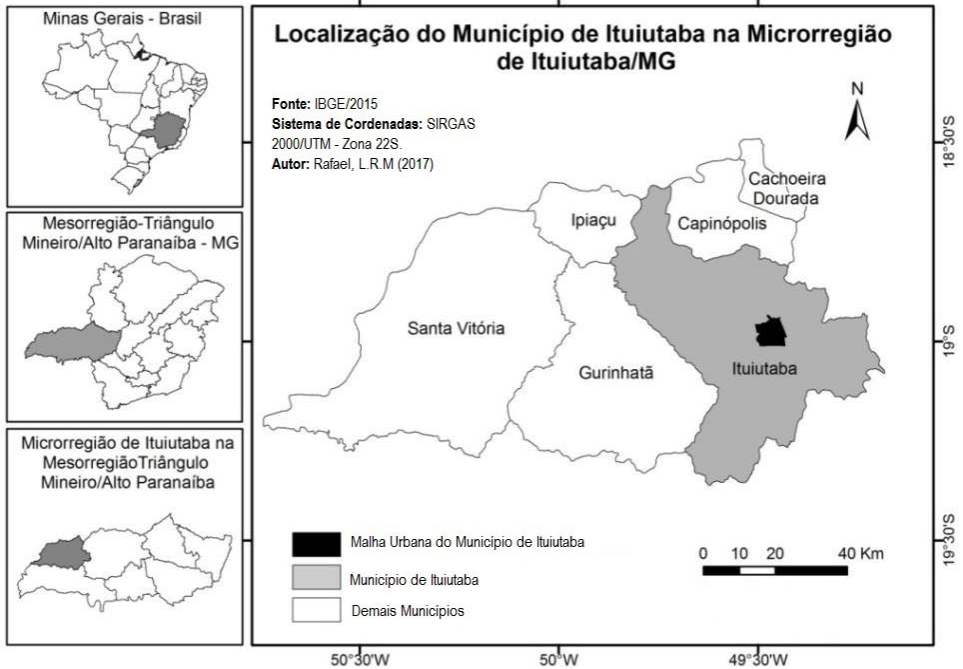 Minas Gerais - Brasil
Mesorregião-Triângulo
Mineiro/Alto Paranaíba - MG
Microrregião de Ituiutaba na
MesorregiãoTriângulo
Mineiro/Alto Paranaíba
Localização do Município de Ituiutaba na Microrregião
de Ituiutaba/MG
Fonte: IBGE/2015
Sistema de Cordenadas: SIRGAS
2000/UTM - Zona 22S.
Autor: Rafael, L.R.M (2017)
N
Cachoeira
Dourada
Ipiaçu
Capinópolis
Santa Vitória
Gurinhatã
Ituiutaba
Malha Urbana do Município de Ituiutaba
Município de Ituiutaba
Demais Municípios
0 10 20 40 Km
18°30'S
19°S
19°30'S
50°30'W
50°W
49°30'W